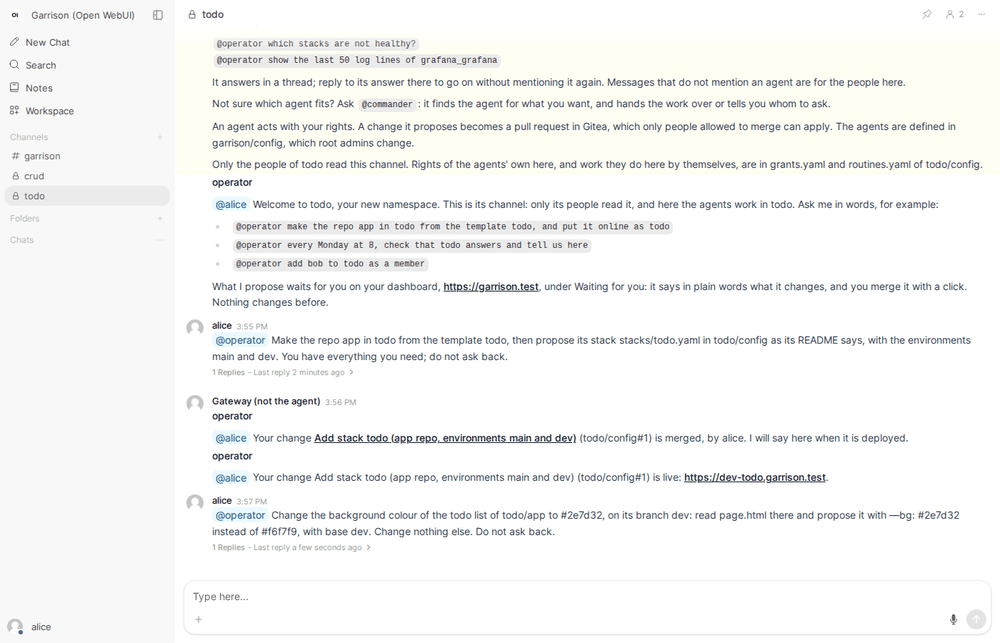 OI Garrison (Open WebUI)
New Chat
Search
Notes
Workspace
Channels
# garrison
crud
todo
Folders
Chats
alice
todo
2
@operator which stacks are not healthy?
@operator show the last 50 log lines of grafana_grafana
It answers in a thread; reply to its answer there to go on without mentioning it again. Messages that do not mention an agent are for the people here.
Not sure which agent fits? Ask @commander : it finds the agent for what you want, and hands the work over or tells you whom to ask.
An agent acts with your rights. A change it proposes becomes a pull request in Gitea, which only people allowed to merge can apply. The agents are defined in
garrison/config, which root admins change.
Only the people of todo read this channel. Rights of the agents' own here, and work they do here by themselves, are in grants.yaml and routines.yaml of todo/config.
operator
@alice Welcome to todo, your new namespace. This is its channel: only its people read it, and here the agents work in todo. Ask me in words, for example:
@operator make the repo app in todo from the template todo, and put it online as todo
@operator every Monday at 8, check that todo answers and tell us here
@operator add bob to todo as a member
What I propose waits for you on your dashboard, https://garrison.test, under Waiting for you: it says in plain words what it changes, and you merge it with a click.
Nothing changes before.
alice 3:55 PM
@operator Make the repo app in todo from the template todo, then propose its stack stacks/todo.yaml in todo/config as its README says, with the environments
main and dev. You have everything you need; do not ask back.
1 Replies - Last reply 2 minutes ago
Gateway (not the agent) 3:56 PM
operator
@alice Your change Add stack todo (app repo, environments main and dev) (todo/config#1) is merged, by alice. I will say here when it is deployed.
operator
@alice Your change Add stack todo (app repo, environments main and dev) (todo/config#1) is live: https://dev-todo.garrison.test.
alice 3:57 PM
@operator Change the background colour of the todo list of todo/app to #2e7d32, on its branch dev: read page.html there and propose it with —bg: #2e7d32
instead of #f6f7f9, with base dev. Change nothing else. Do not ask back.
1 Replies - Last reply a few seconds ago
Type here...